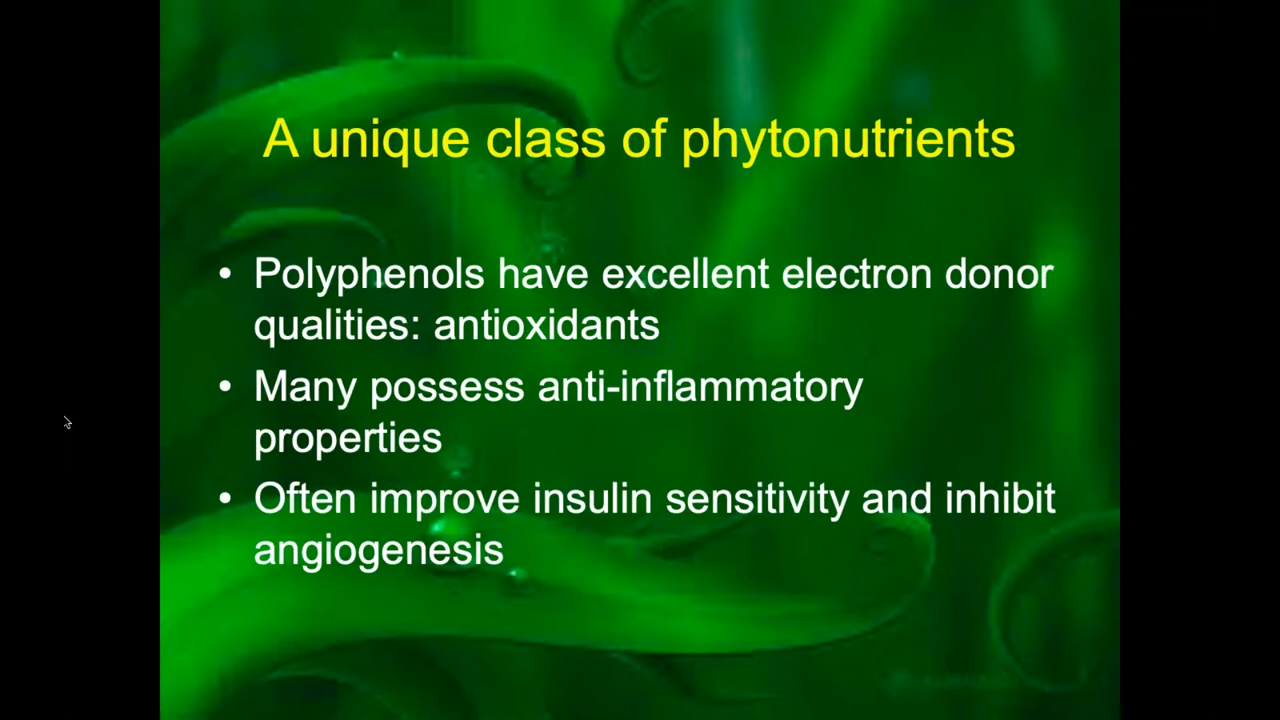 A unique class of phytonutrients
• Polyphenols have excellent electron donor
qualities: antioxidants
• Many possess anti-inflammatory
properties
• Often improve insulin sensitivity and inhibit
angiogenesis